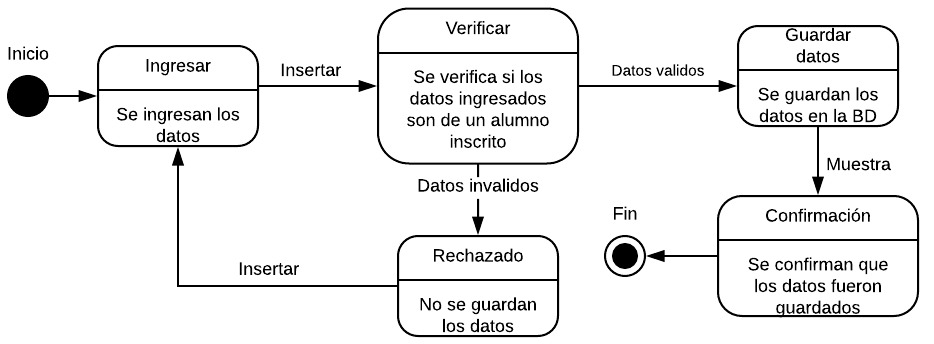 Inicio
Ingresar
Se ingresan los
datos
Insertar
Verificar
Se verifica si los
datos ingresados
son de un alumno
inscrito
Datos validos
Guardar
datos
Se guardan los
datos en la BD
Datos invalidos
Muestra
Rechazado
No se guardan
los datos
Insertar
Confirmación
Se confirman que
los datos fueron
guardados
Fin